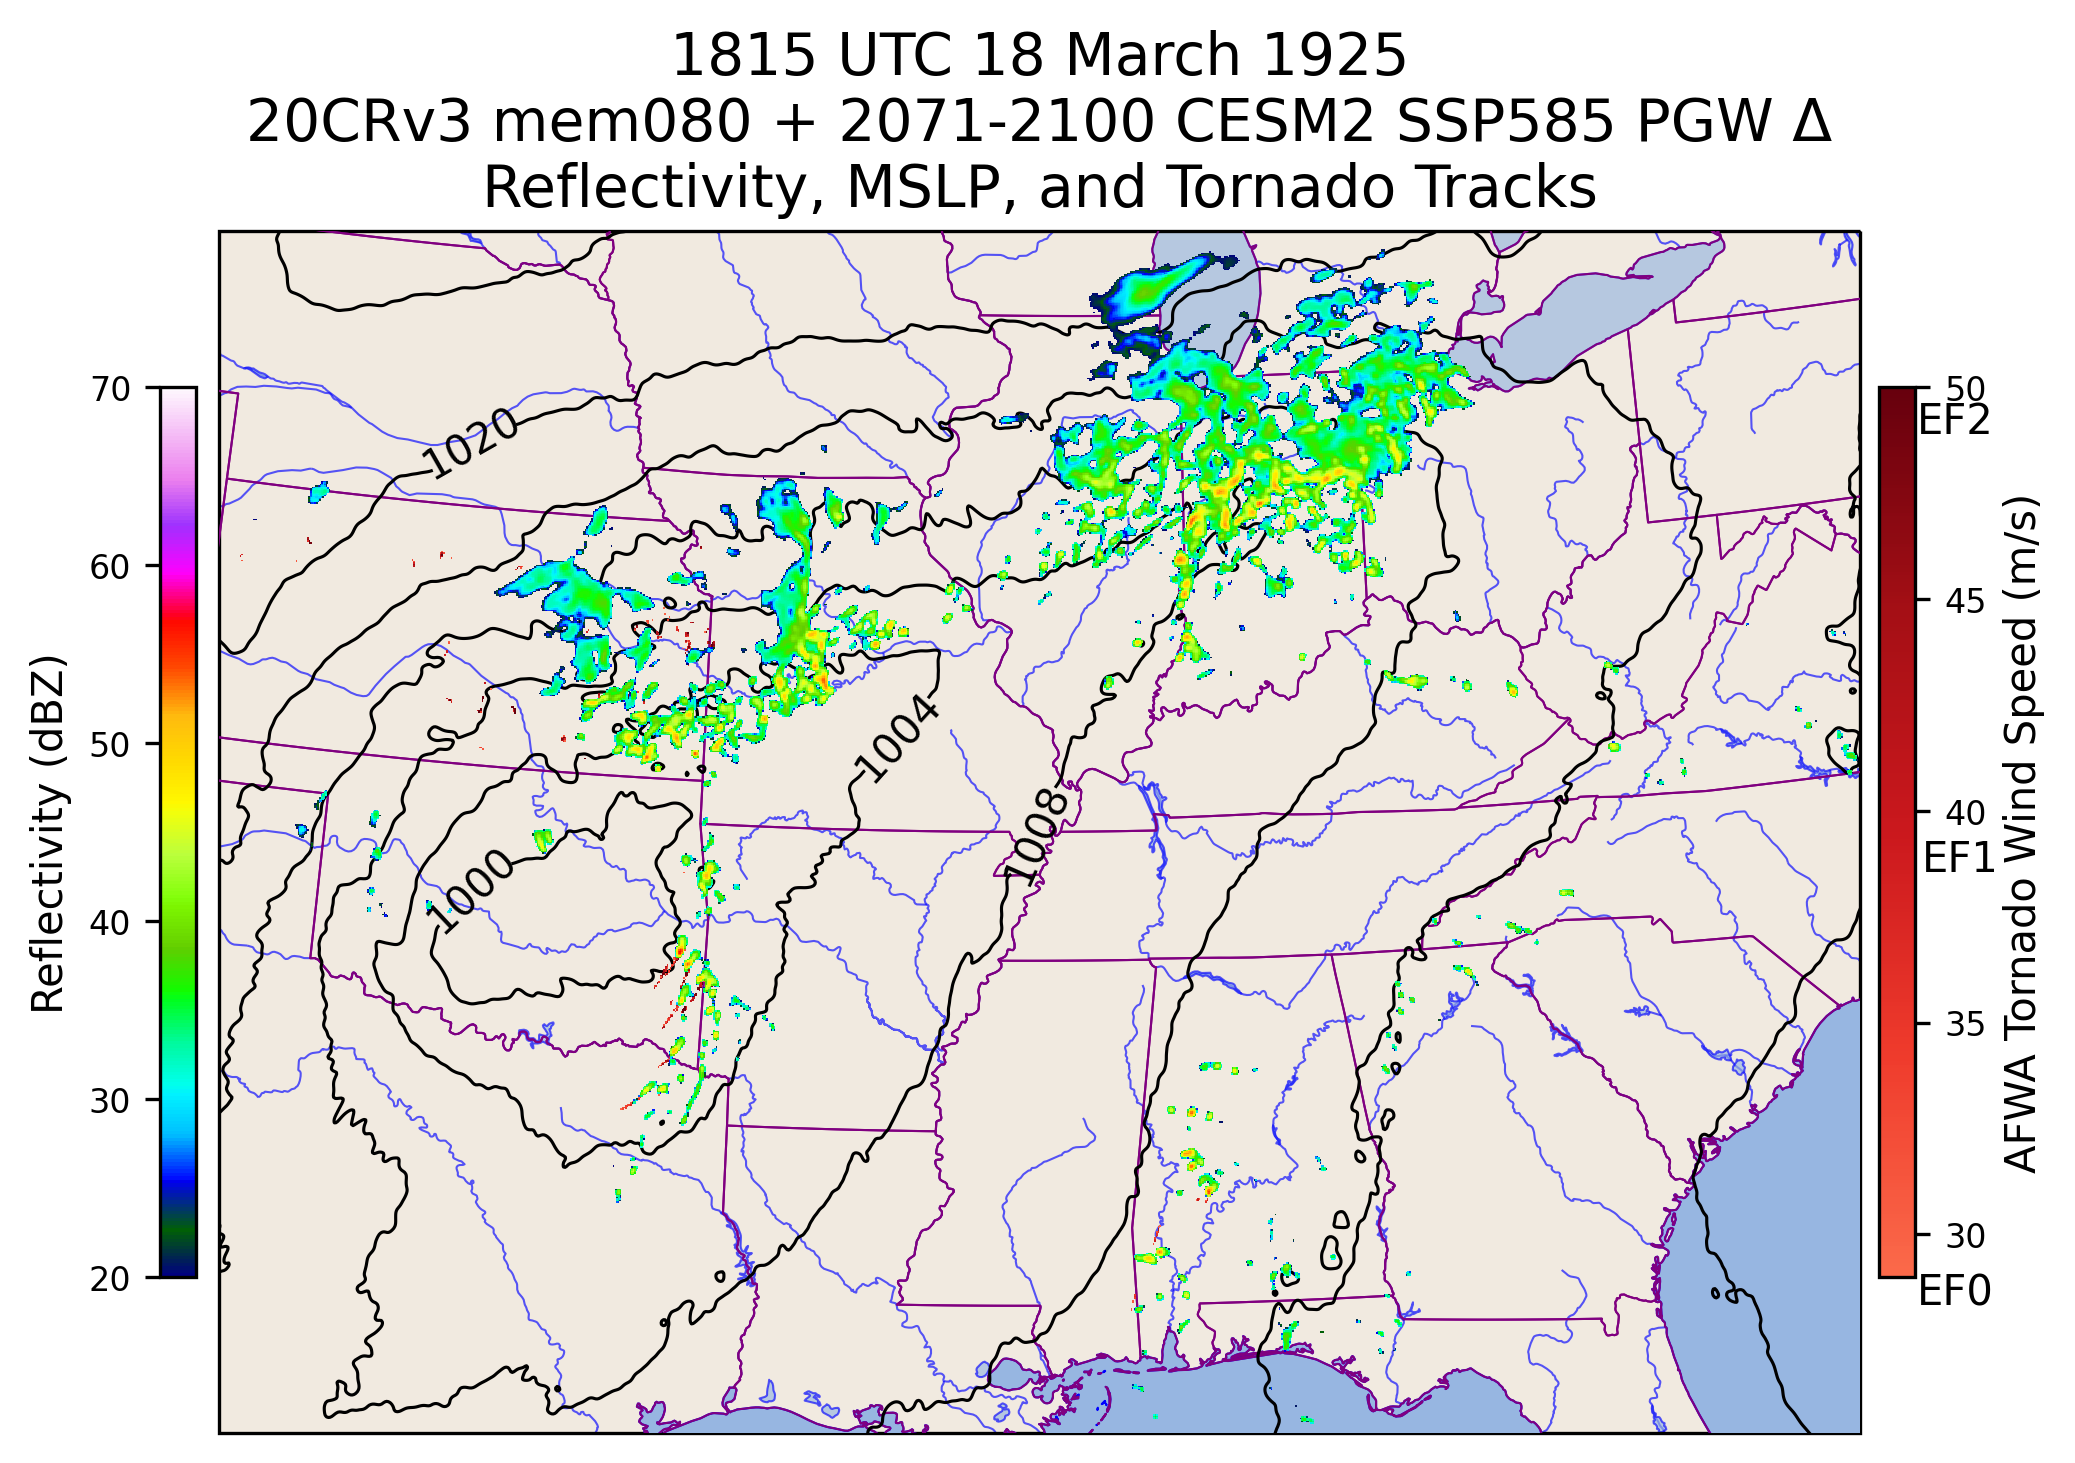 1815 UTC 18 March 1925
20CRv3 mem080 + 2071-2100 CESM2 SSP585 PGW Δ
Reflectivity, MSLP, and Tornado Tracks
Reflectivity (dBZ)
70
60
50
40
30
20
1020
1004
1008
1000
50
EF2
45
40
EF1
35
30
EF0
AFWA Tornado Wind Speed (m/s)